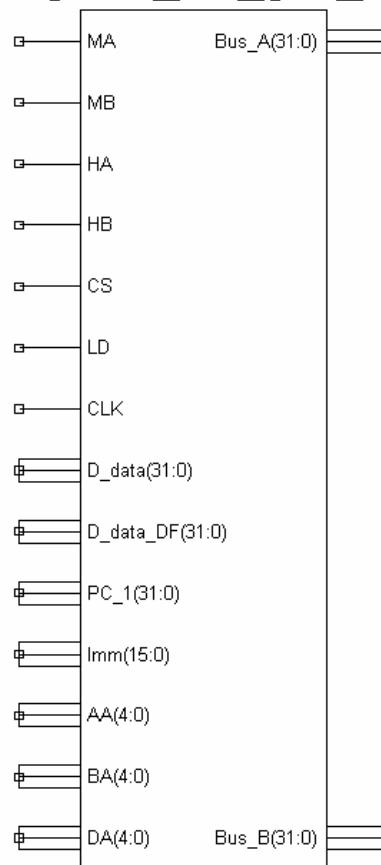 MA Bus_A(31:0)
MB
HA
HB
CS
LD
CLK
D_data(31:0)
D_data_DF(31:0)
PC_1(31:0)
Imm(15:0)
AA(4:0)
BA(4:0)
DA(4:0) Bus_B(31:0)